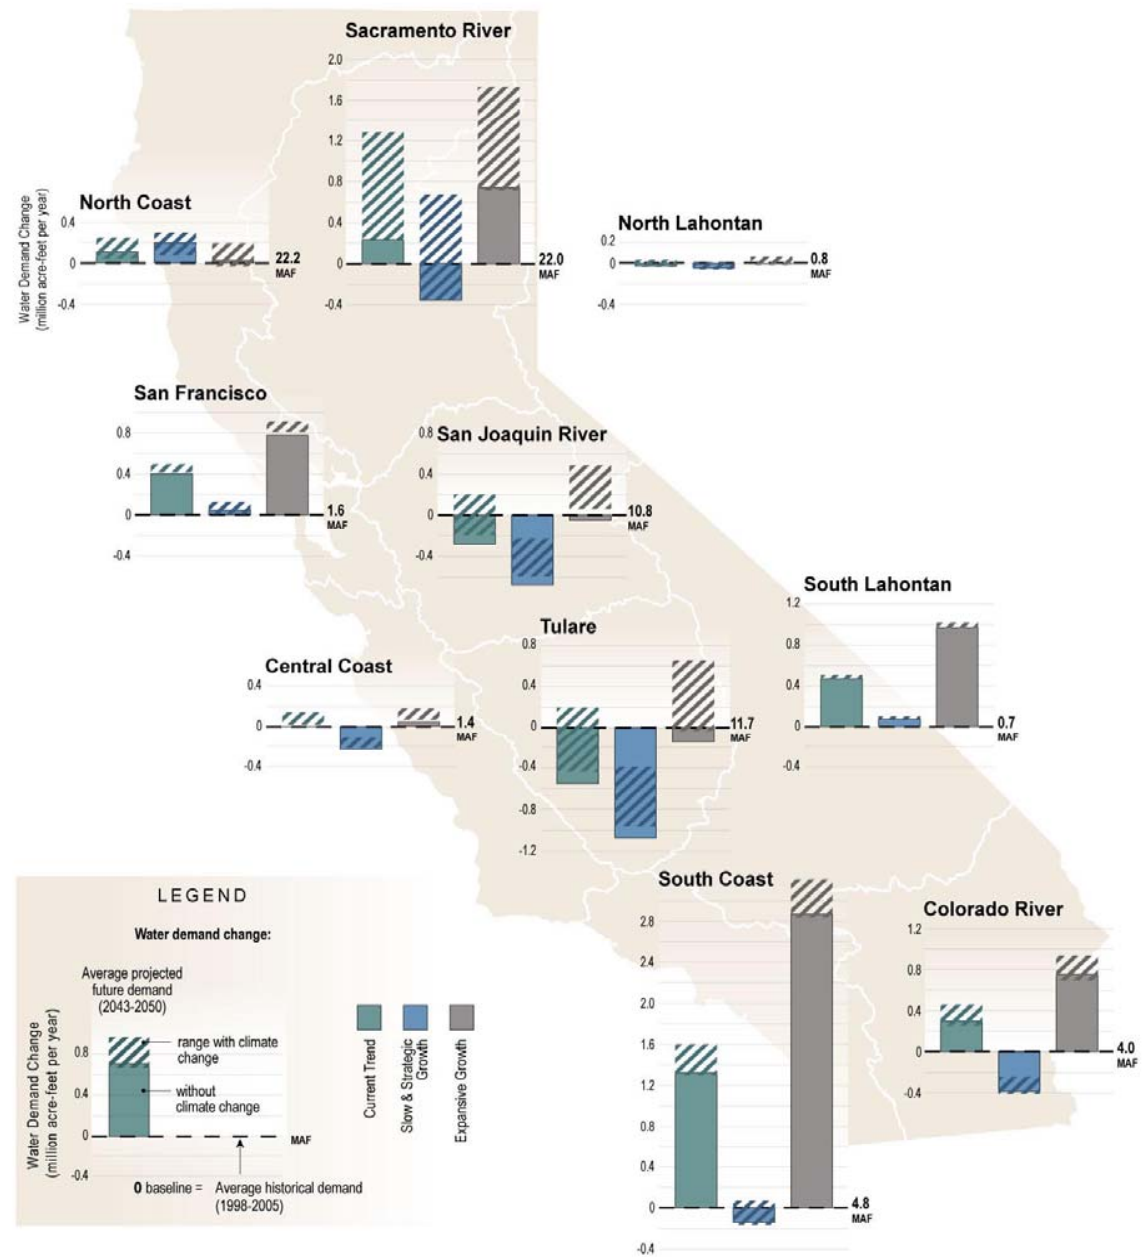 Sacramento River
2.0
1.6
1.2
0.8
0.4
0
-0.4
22.0
MAF
North Coast
Water Demand Change
(million acre-feet per year)
0.4
0
-0.4
22.2
MAF
North Lahontan
0.2
0
-0.4
0.8
MAF
San Francisco
0.8
0.4
0
-0.4
1.6
MAF
San Joaquin River
0.8
0.4
0
-0.4
10.8
MAF
South Lahontan
1.2
0.8
0.4
0
-0.4
0.7
MAF
Tulare
0.8
0.4
0
-0.4
-0.8
-1.2
11.7
MAF
Central Coast
0.4
0
-0.4
1.4
MAF
South Coast
2.8
2.4
2.0
1.6
1.2
0.8
0.4
0
-0.4
4.8
MAF
Colorado River
1.2
0.8
0.4
0
-0.4
4.0
MAF
LEGEND
Water demand change:
Average projected
future demand
(2043-2050)
Water Demand Change
(million acre-feet per year)
0.8
0.4
0
-0.4
range with climate
change
without
climate change
MAF
0 baseline = Average historical demand
(1998-2005)
Current Trend
Slow & Strategic
Growth
Expansive Growth